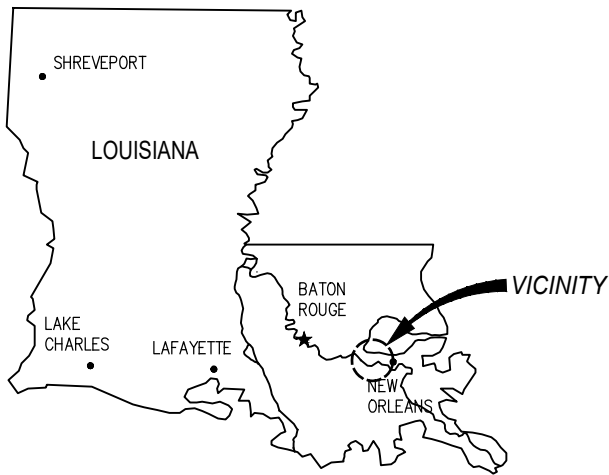 SHREVEPORT
LOUISIANA
BATON
ROUGE
VICINITY
LAKE
CHARLES
LAFAYETTE
NEW
ORLEANS